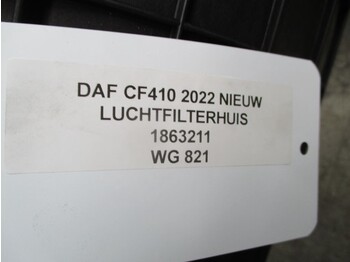 DAF CF410 2022 NIEUW
LUCHTFILTERHUIS
1863211
WG 821